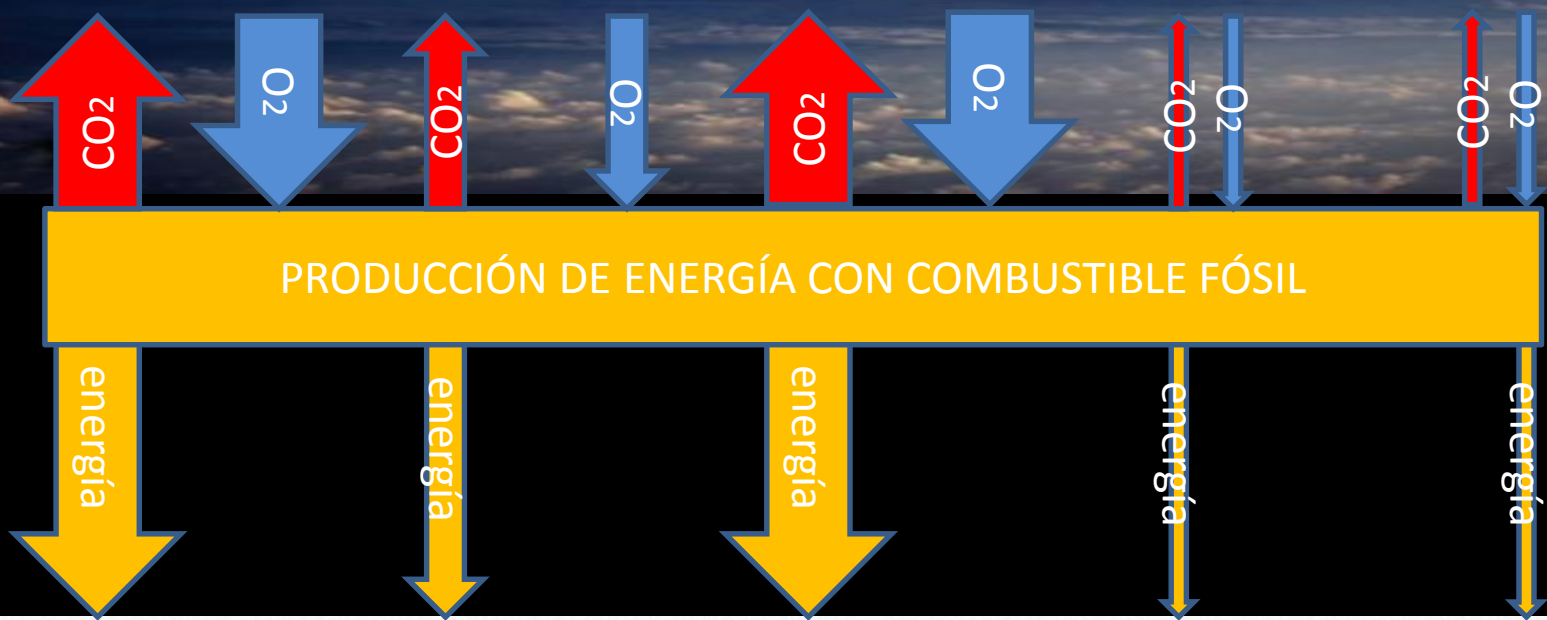 CO2
O2
CO2
O2
CO2
O2
CO2
O2
CO2
O2
PRODUCCIÓN DE ENERGÍA CON COMBUSTIBLE FÓSIL
energía
energía
energía
energía
energía